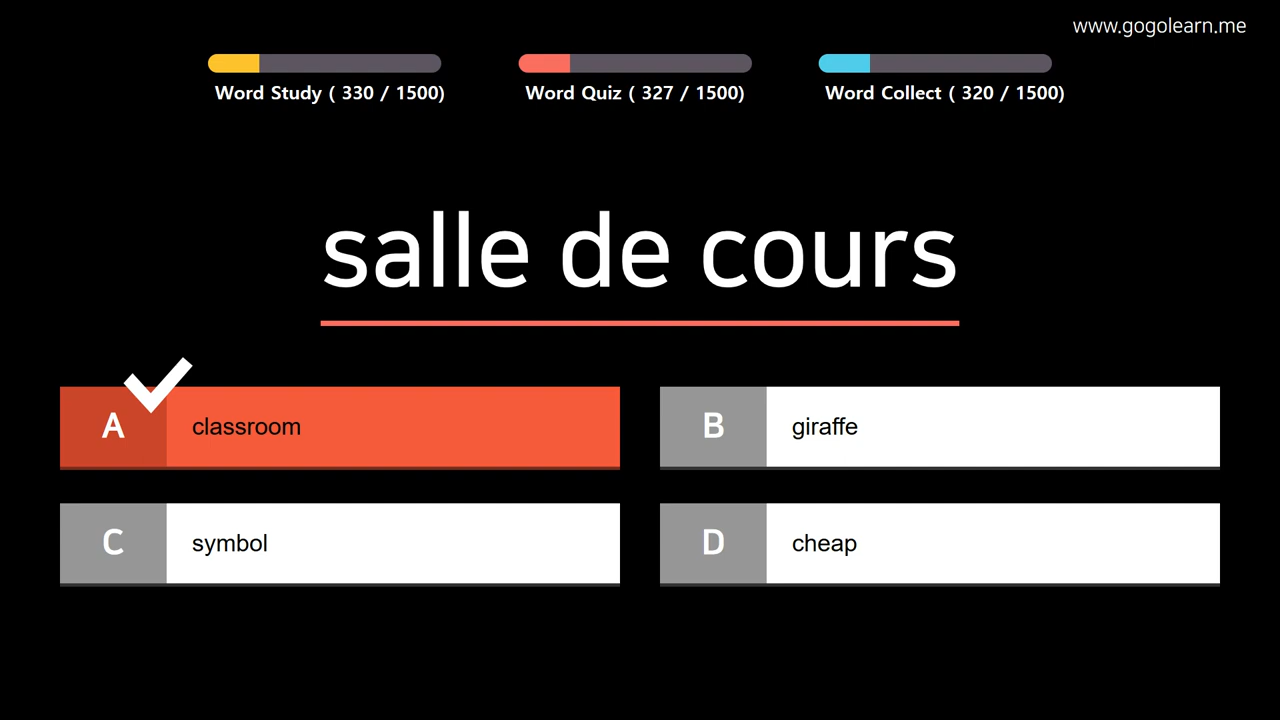 www.gogolearn.me
Word Study ( 330 / 1500)
Word Quiz ( 327 / 1500)
Word Collect ( 320 / 1500)
salle de cours
A classroom
B giraffe
C symbol
D cheap